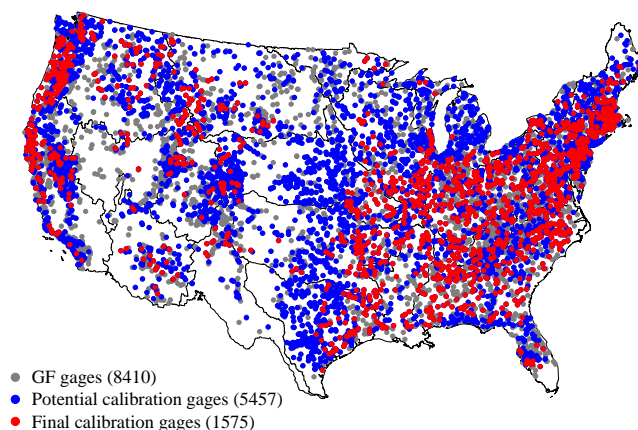 GF gages (8410)
Potential calibration gages (5457)
Final calibration gages (1575)